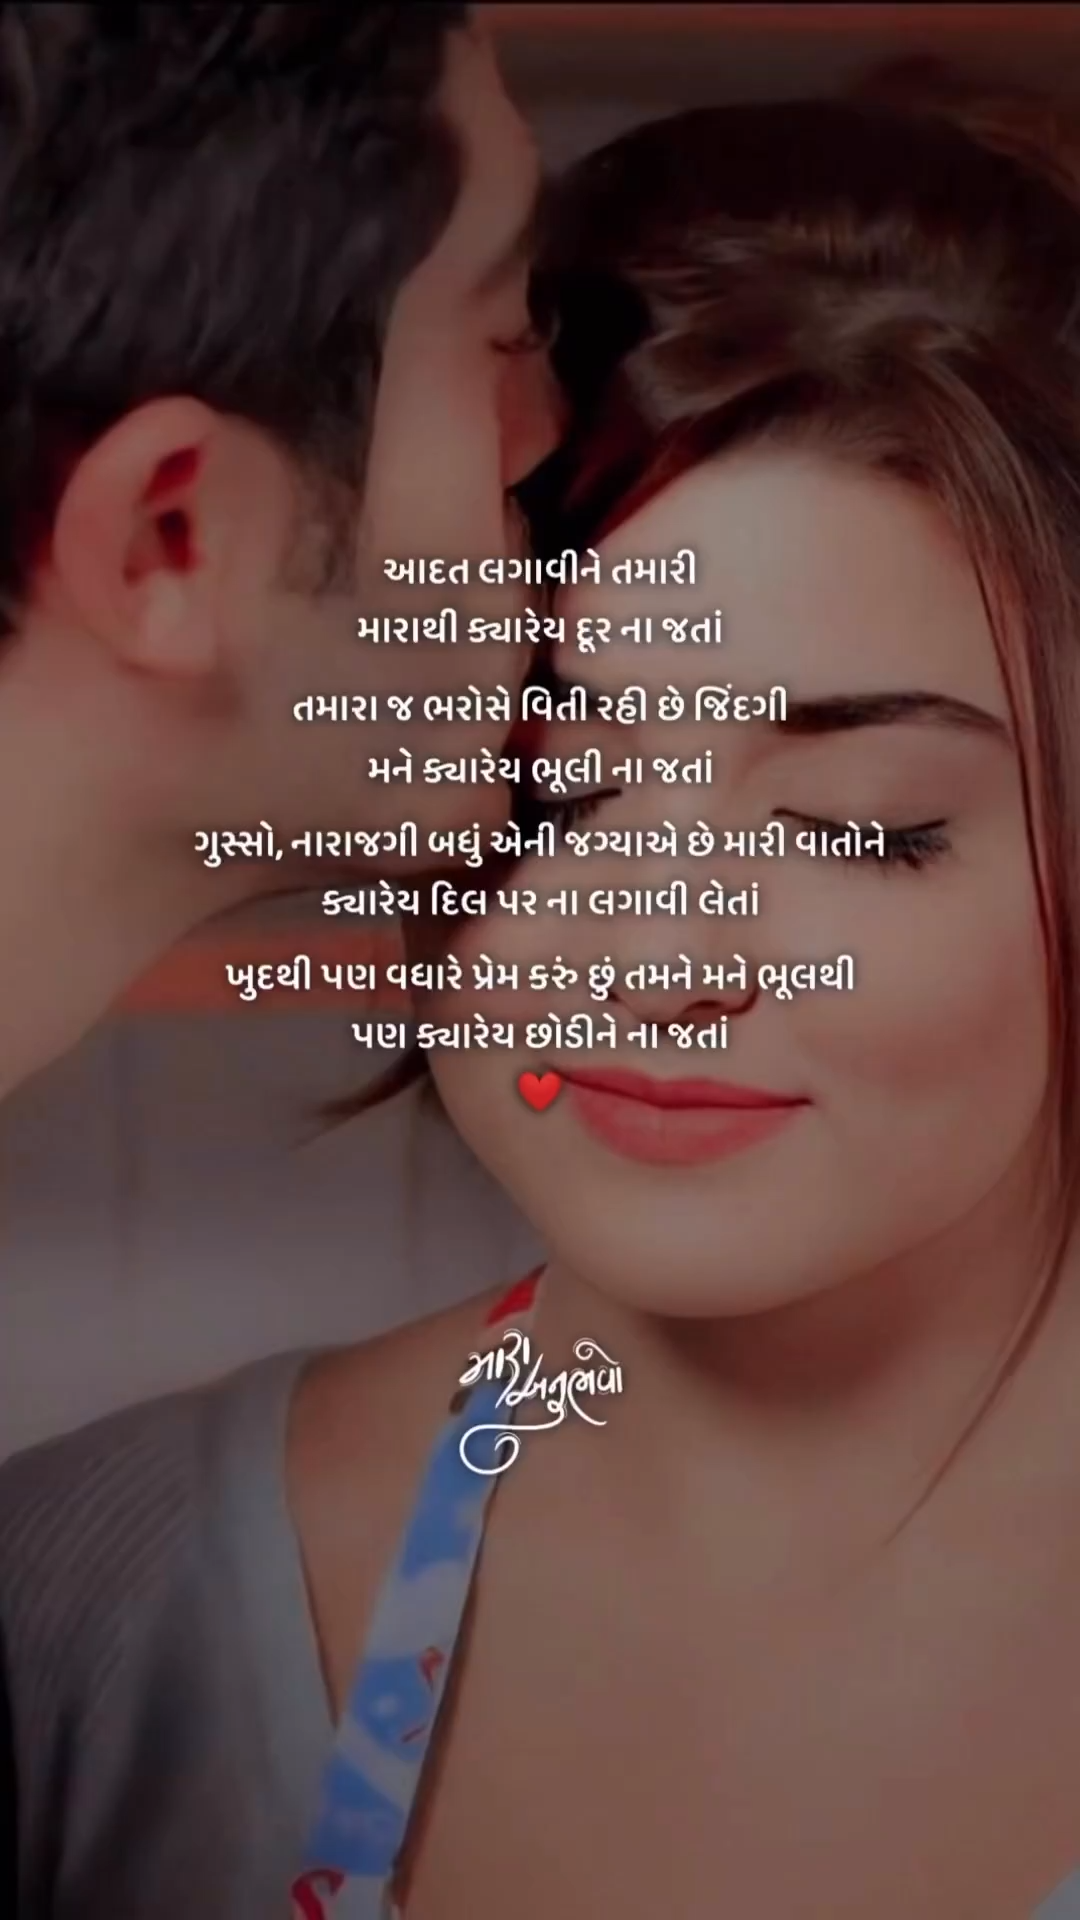 આદત લગાવીને તમારી
મારાથી ક્યારેય દૂર ના જતાં
તમારા જ ભરોસે વિતી રહી છે જિંદગી
મને ક્યારેય ભૂલી ના જતાં
ગુસ્સો, નારાજગી બધું એની જગ્યાએ છે મારી વાતોને
ક્યારેય દિલ પર ના લગાવી લેતાં
ખુદથી પણ વધારે પ્રેમ કરું છું તમને મને ભૂલથી
પણ ક્યારેય છોડીને ના જતાં
❤️
મારા
અનુભવો